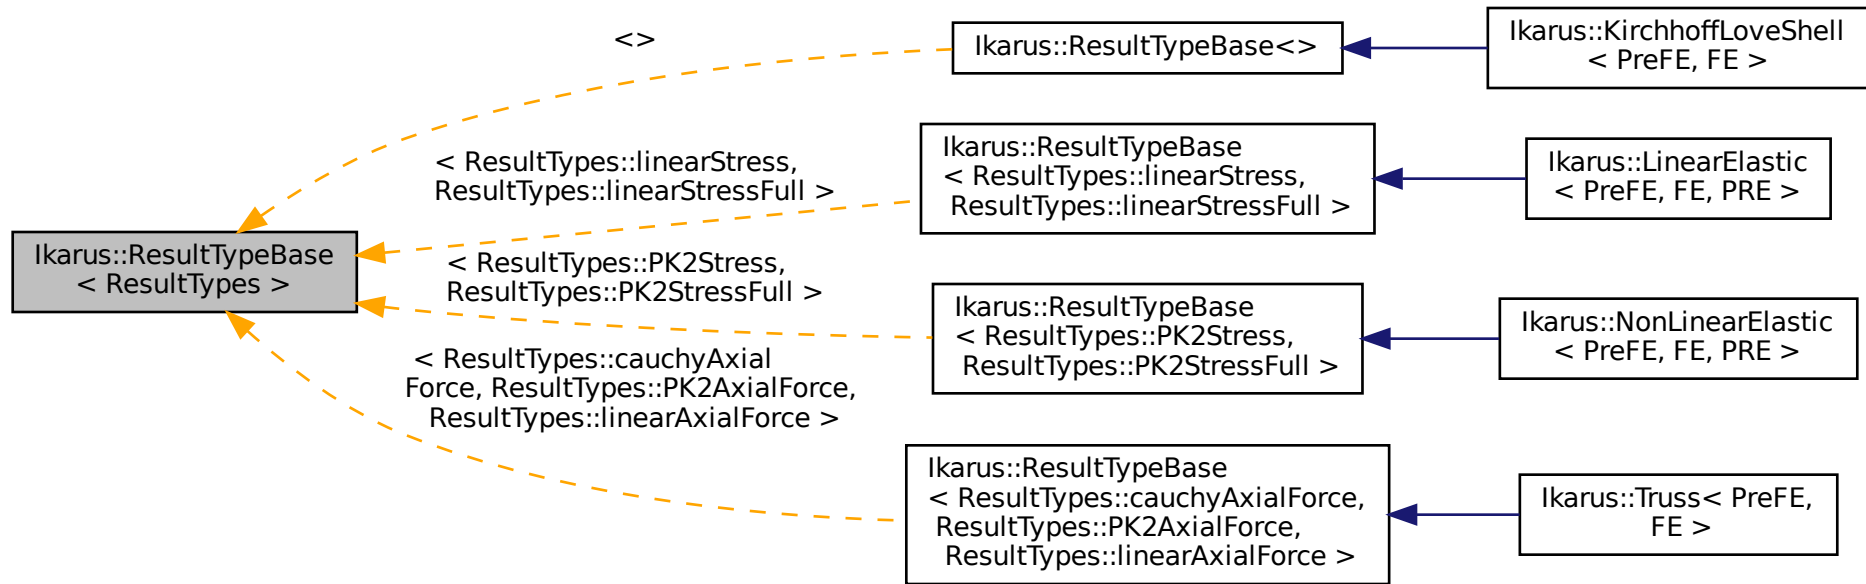 Ikarus::ResultTypeBase
< ResultTypes >
<>
< ResultTypes::linearStress,
ResultTypes::linearStressFull >
< ResultTypes::PK2Stress,
ResultTypes::PK2StressFull >
< ResultTypes::cauchyAxial
Force, ResultTypes::PK2AxialForce,
ResultTypes::linearAxialForce >
Ikarus::ResultTypeBase<>
Ikarus::ResultTypeBase
< ResultTypes::linearStress,
ResultTypes::linearStressFull >
Ikarus::ResultTypeBase
< ResultTypes::PK2Stress,
ResultTypes::PK2StressFull >
Ikarus::ResultTypeBase
< ResultTypes::cauchyAxialForce,
ResultTypes::PK2AxialForce,
ResultTypes::linearAxialForce >
Ikarus::KirchhoffLoveShell
< PreFE, FE >
Ikarus::LinearElastic
< PreFE, FE, PRE >
Ikarus::NonLinearElastic
< PreFE, FE, PRE >
Ikarus::Truss< PreFE,
FE >